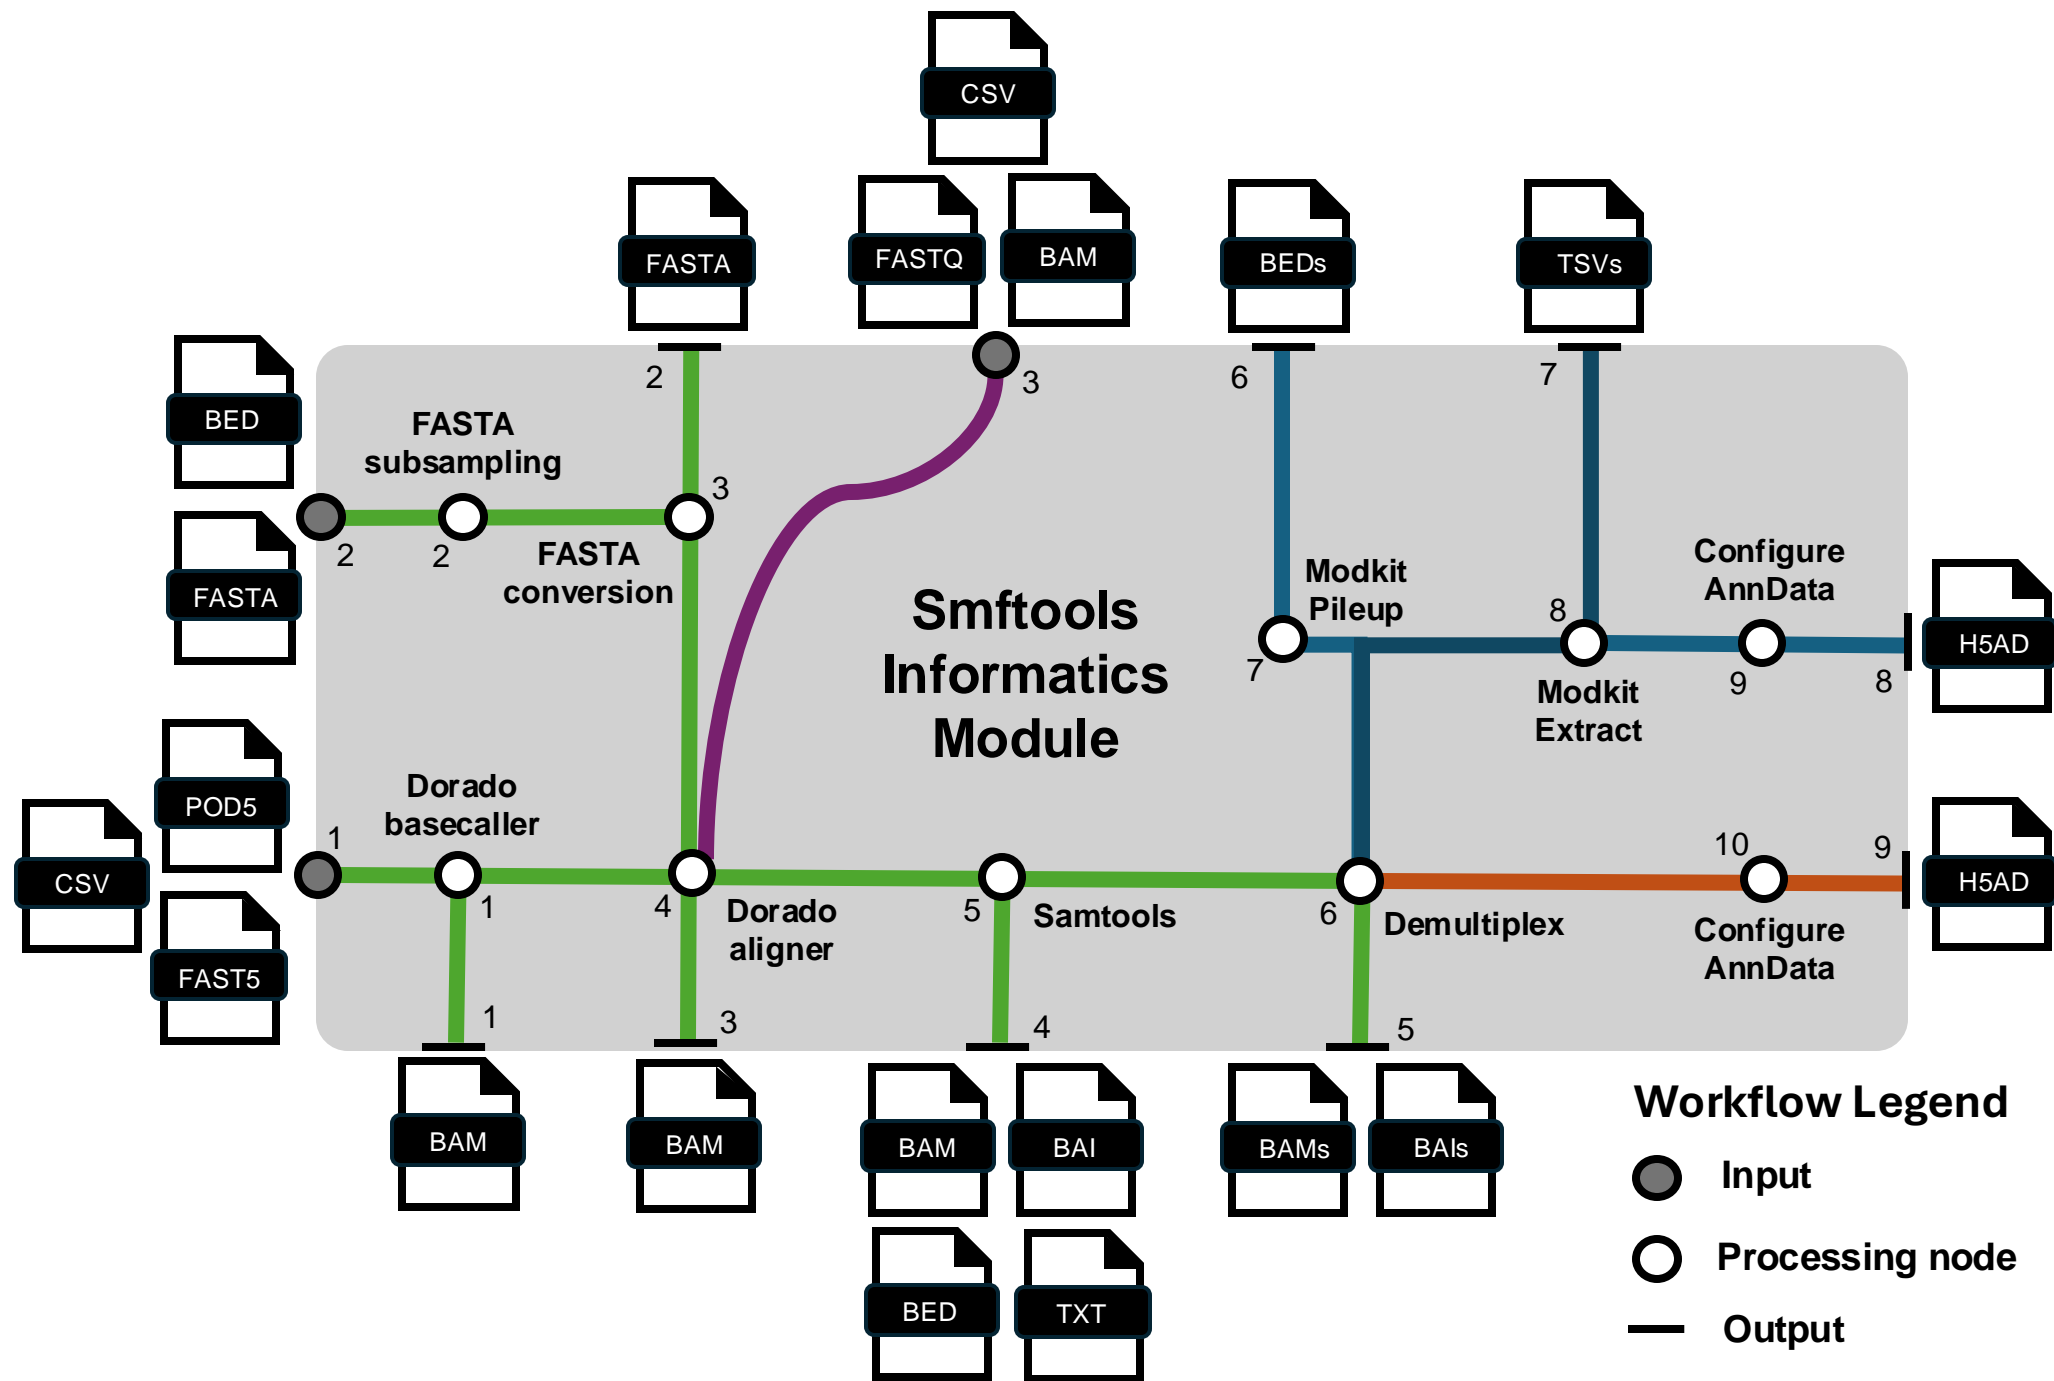 CSV
FASTA
FASTQ
BAM
BEDs
TSVs
2
3
6
7
BED
FASTA
subsampling
3
2
2
FASTA
conversion
FASTA
Smftools
Informatics
Module
Modkit
Pileup
7
8
Modkit
Extract
Configure
AnnData
9
8
H5AD
POD5
CSV
FAST5
1
Dorado
basecaller
1
4
Dorado
aligner
5
Samtools
6
Demultiplex
10
Configure
AnnData
9
H5AD
1
3
4
5
BAM
BAM
BAM
BAI
BAMs
BAIs
BED
TXT
Workflow Legend
Input
Processing node
Output